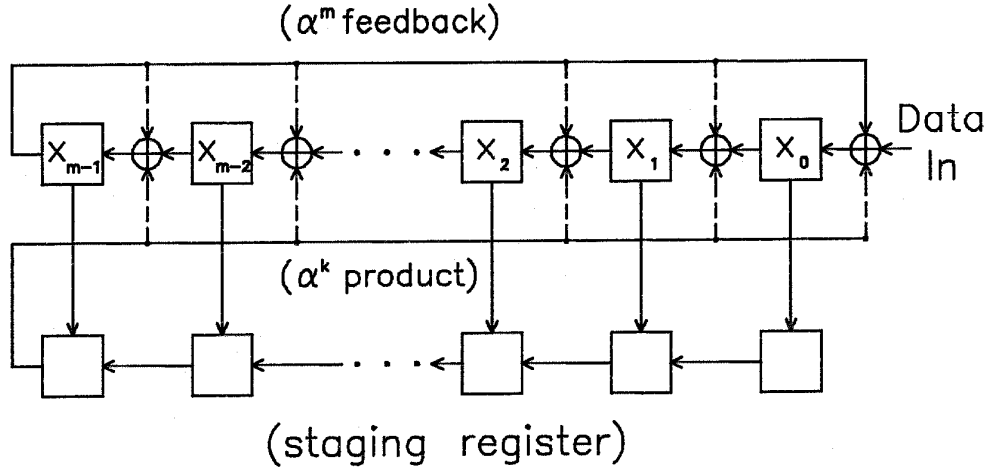 (α^m feedback)
X_{m-1} X_{m-2} X_2 X_1 X_0
Data
In
(α^k product)
(staging register)